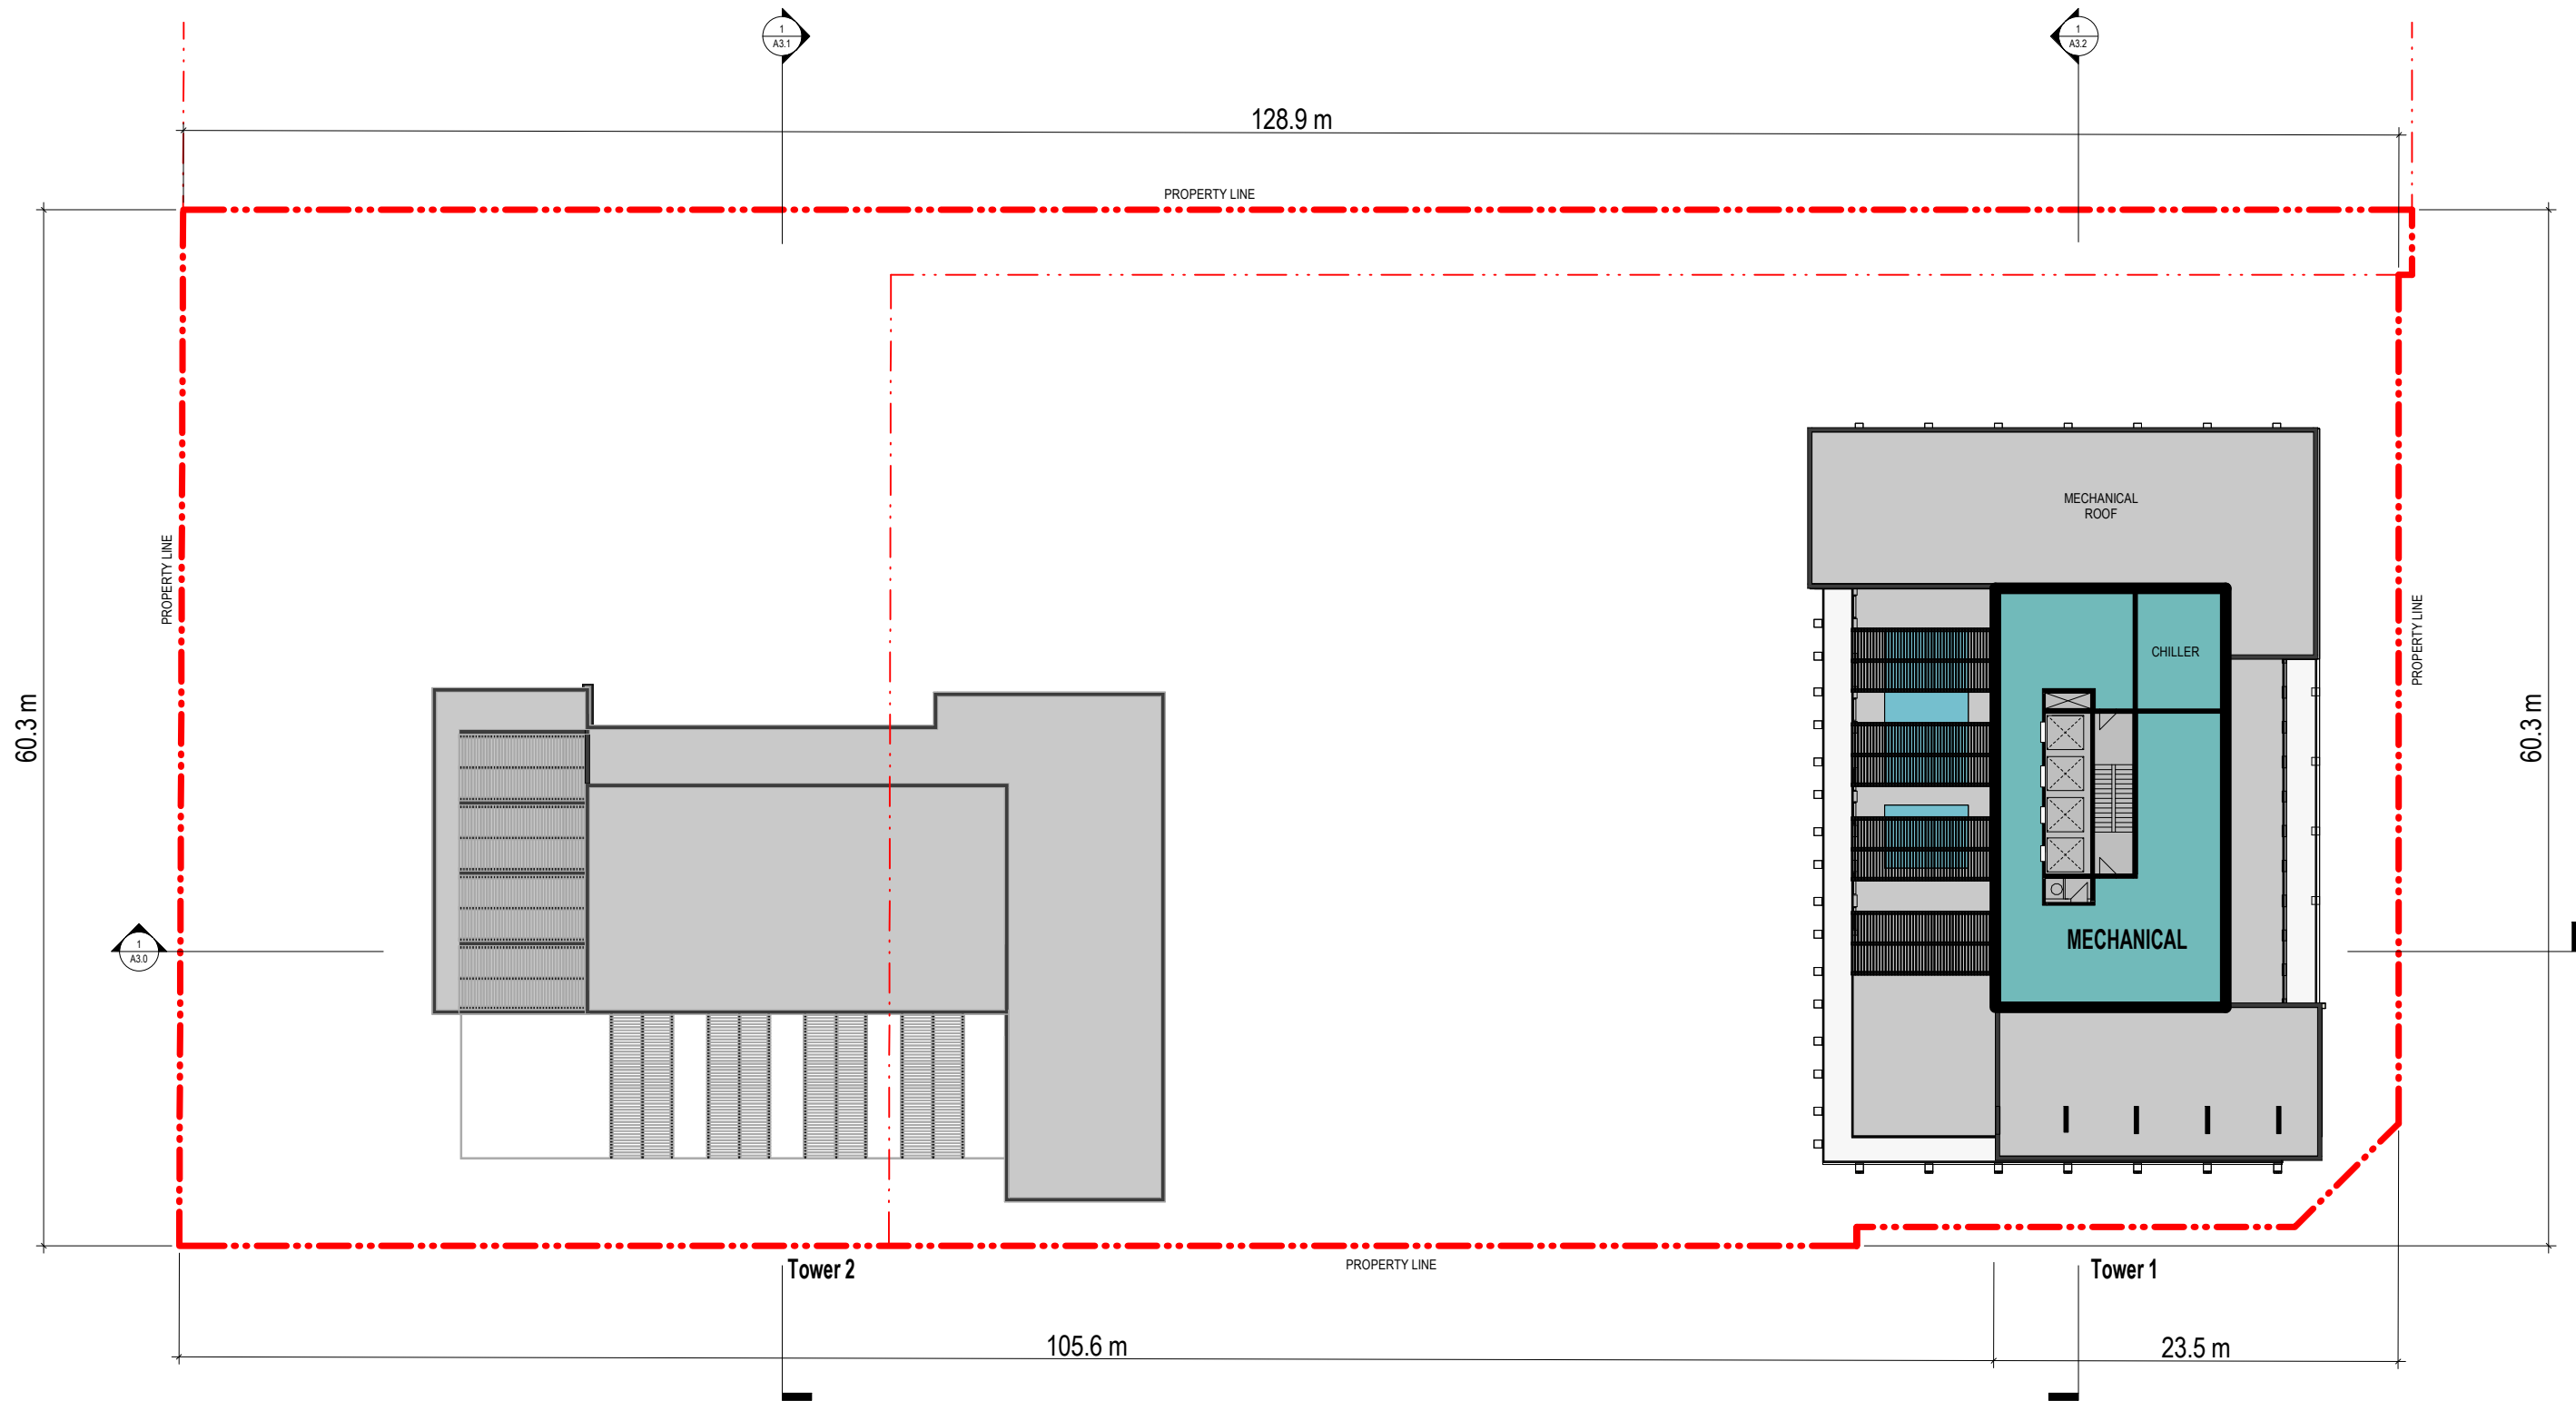 1
A3.1
1
A3.2
128.9 m
PROPERTY LINE
MECHANICAL
ROOF
PROPERTY LINE
PROPERTY LINE
CHILLER
60.3 m
60.3 m
MECHANICAL
1
A3.0
Tower 2
PROPERTY LINE
Tower 1
105.6 m
23.5 m